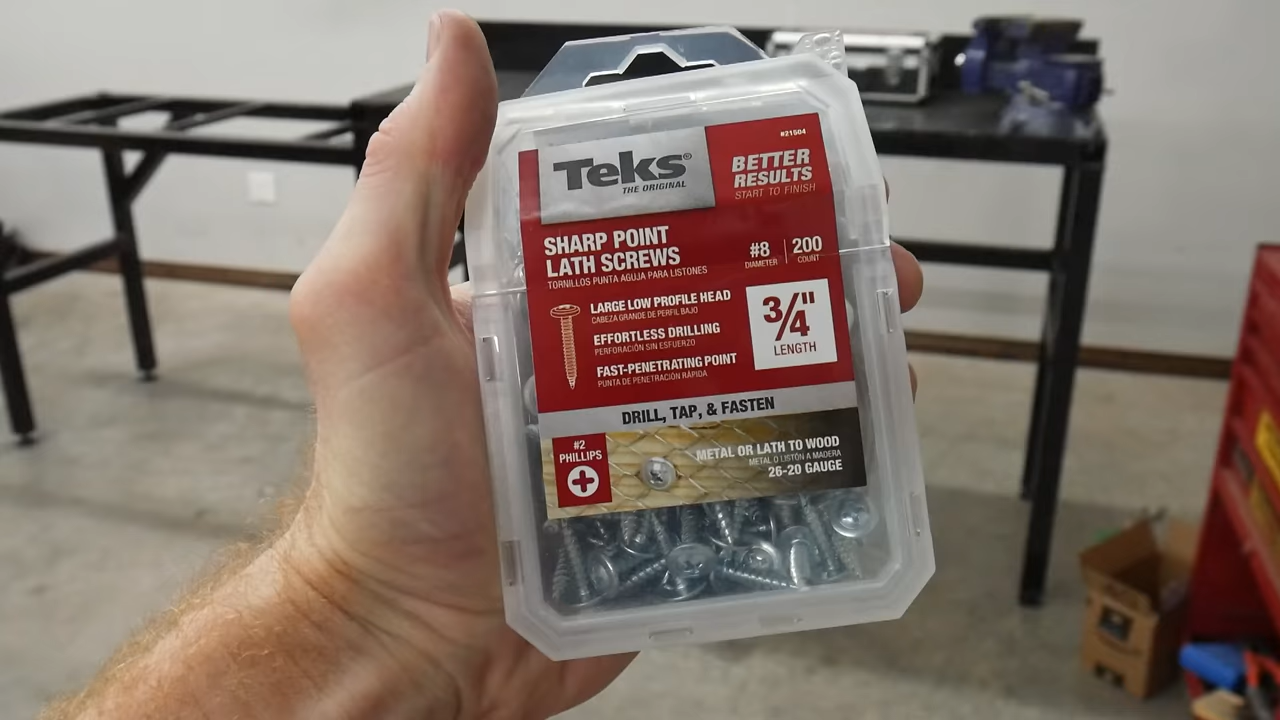 #21504
Teks®
THE ORIGINAL
BETTER
RESULTS
START TO FINISH
SHARP POINT
LATH SCREWS
TORNILLOS PUNTA AGUJA PARA LISTONES
#8
DIAMETER
200
COUNT
LARGE LOW PROFILE HEAD
CABEZA GRANDE DE PERFIL BAJO
EFFORTLESS DRILLING
PERFORACIÓN SIN ESFUERZO
FAST-PENETRATING POINT
PUNTA DE PENETRACIÓN RÁPIDA
3/4"
LENGTH
DRILL, TAP, & FASTEN
#2
PHILLIPS
METAL OR LATH TO WOOD
METAL O LISTÓN A MADERA
26-20 GAUGE